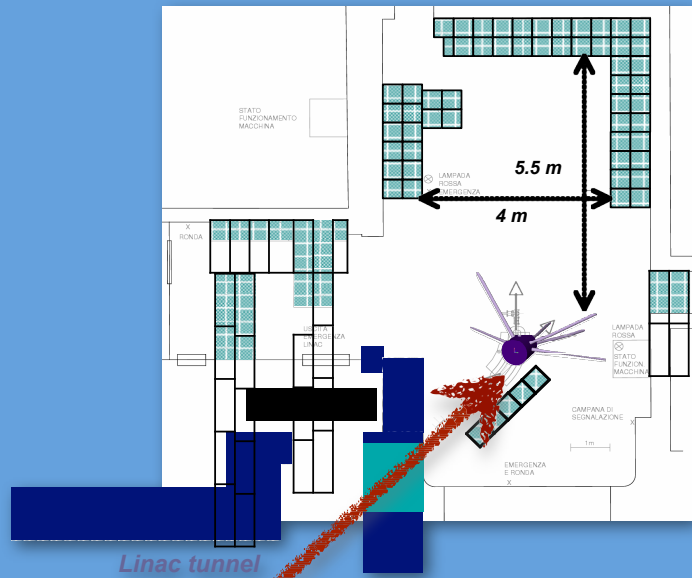 STATO
FUNZIONAMENTO
MACCHINA
5.5 m
LAMPADA
ROSSA
EMERGENZA
4 m
X
RONDA
USCITA
EMERGENZA
LINAC
LAMPADA
ROSSA
STATO
FUNZION
MACCHINA
CAMPANA DI
SEGNALAZIONE
X
1m
EMERGENZA
E RONDA
X
Linac tunnel